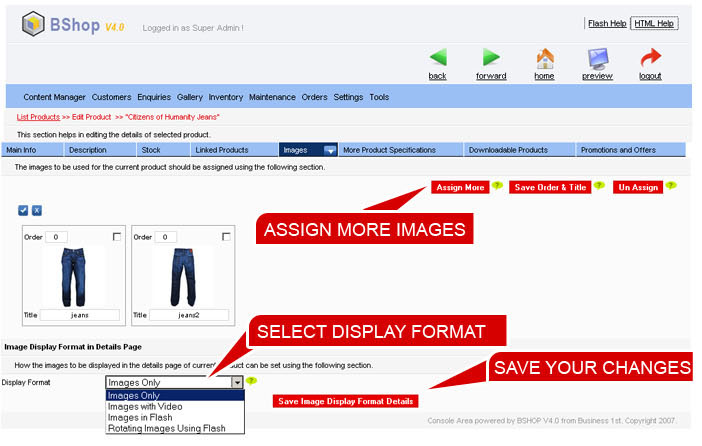 BShop V4.0
Logged in as Super Admin !
Flash Help HTML Help
back forward home preview logout
Content Manager Customers Enquiries Gallery Inventory Maintenance Orders Settings Tools
List Products >> Edit Product >> "Citizens of Humanity Jeans"
This section helps in editing the details of selected product.
Main Info Description Stock Linked Products Images More Product Specifications Downloadable Products Promotions and Offers
The images to be used for the current product should be assigned using the following section.
Assign More ? Save Order & Title ? Un Assign ?
ASSIGN MORE IMAGES
Order 0 Order 0
Title jeans Title jeans2
SELECT DISPLAY FORMAT
Image Display Format in Details Page
SAVE YOUR CHANGES
How the images to be displayed in the details page of current product can be set using the following section.
Display Format Images Only ?
Images Only
Images with Video
Images in Flash
Rotating Images Using Flash
Save Image Display Format Details
Console Area powered by BSHOP V4.0 from Business 1st. Copyright 2007.